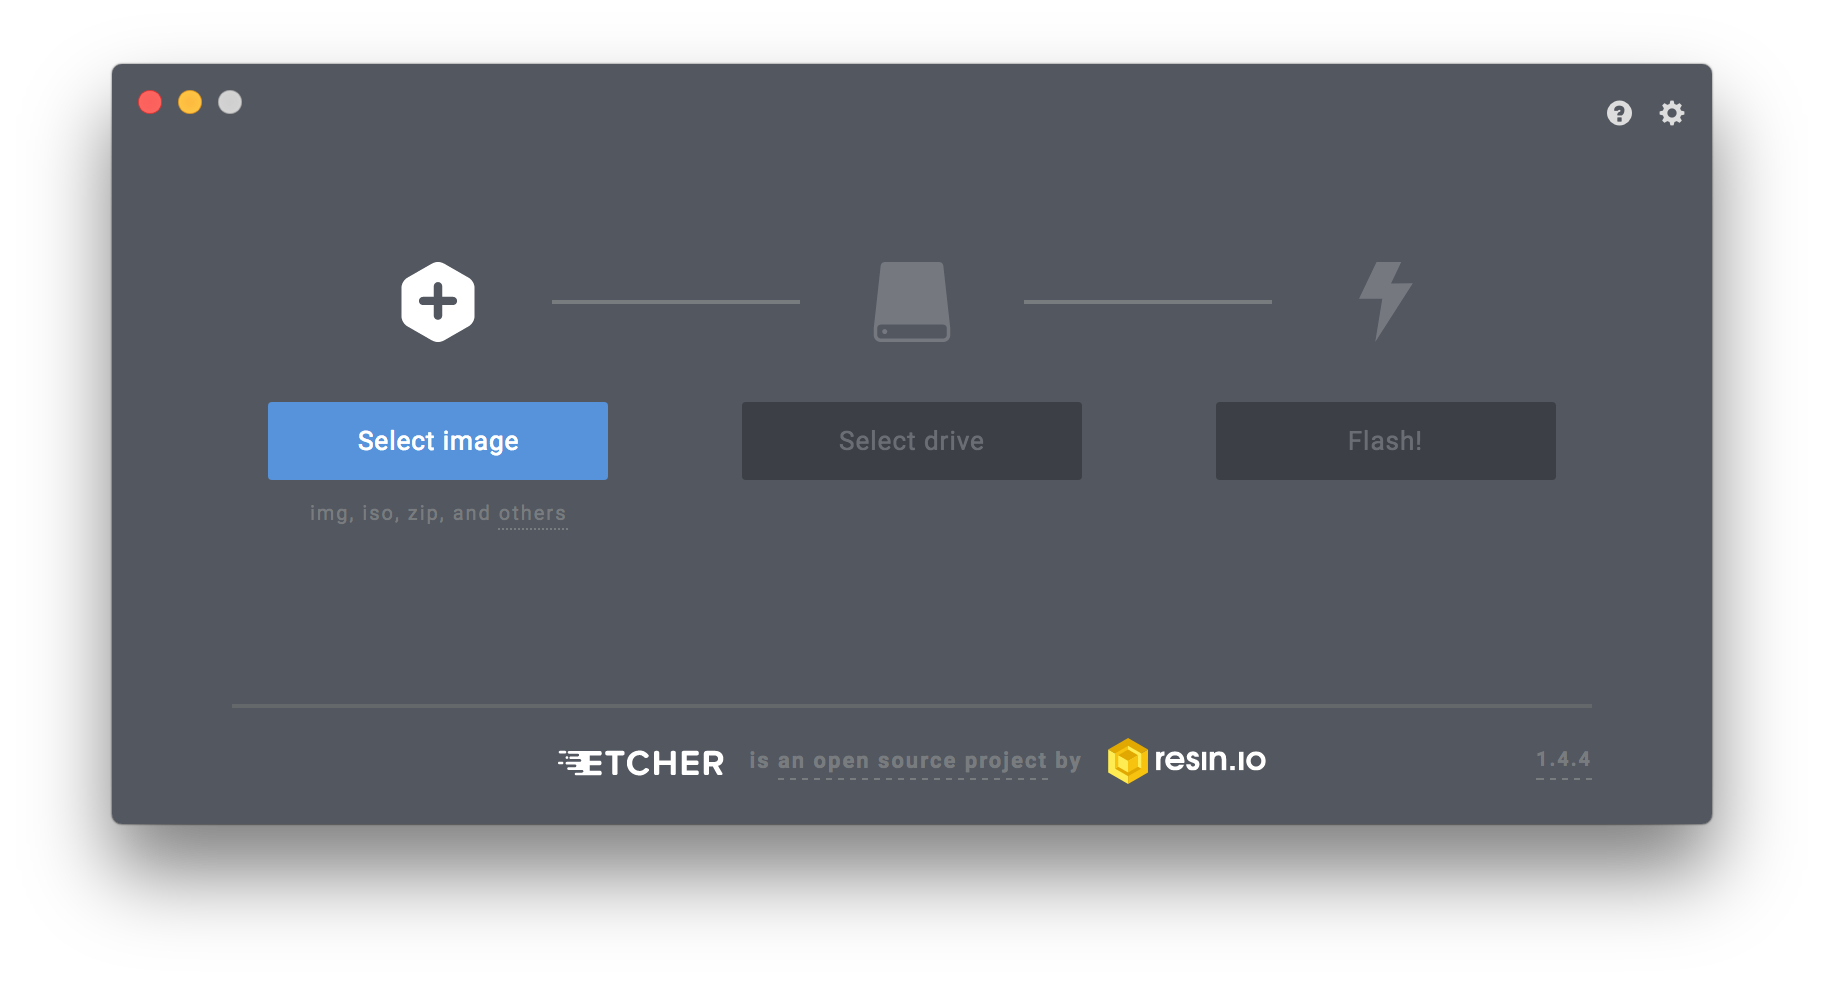 Select image
Select drive
Flash!
img, iso, zip, and others
ETCHER is an open source project by resin.io
1.4.4